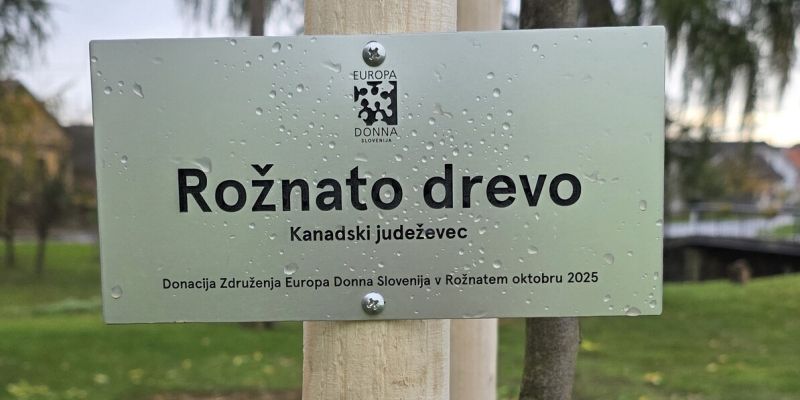 EUROPA
DONNA
SLOVENIJA
Rožnato drevo
Kanadski judeževec
Donacija Združenja Europa Donna Slovenija v Rožnatem oktobru 2025